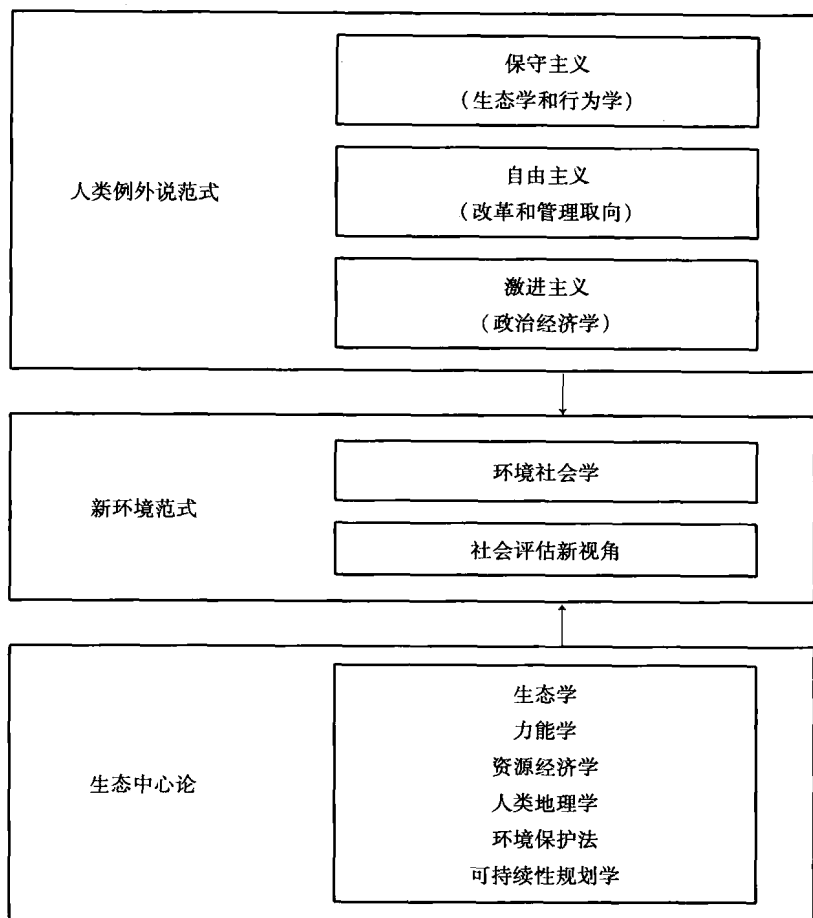 保守主义
(生态学和行为学)
人类例外说范式
自由主义
(改革和管理取向)
激进主义
(政治经济学)
环境社会学
新环境范式
社会评估新视角
生态学
力能学
资源经济学
生态中心论
人类地理学
环境保护法
可持续性规划学